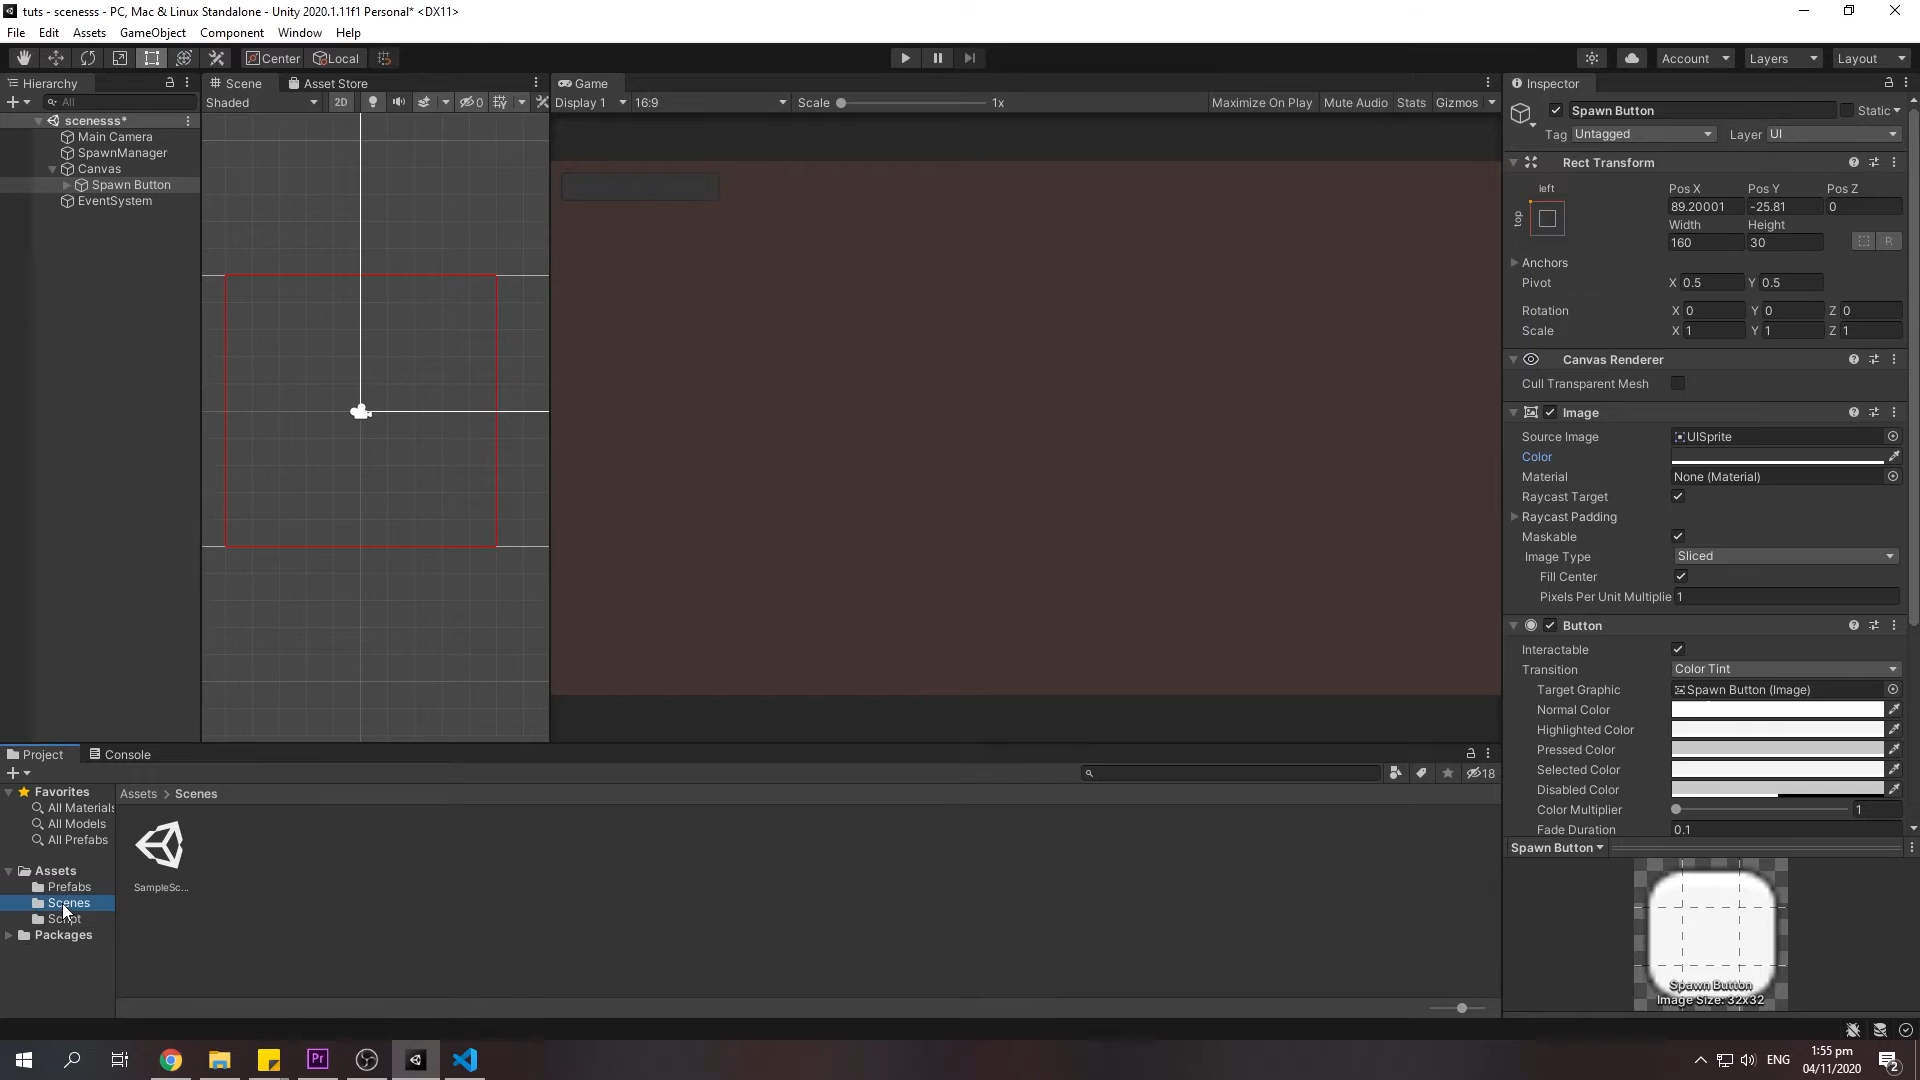 tuts - scenesss - PC, Mac & Linux Standalone - Unity 2020.1.11f1 Personal* <DX11>
File Edit Assets GameObject Component Window Help
Center Local Account Layers Layout
Hierarchy
All
scenesss*
Main Camera
SpawnManager
Canvas
Spawn Button
EventSystem
Scene Asset Store
Shaded 2D 0
Game
Display 1 16:9 Scale 1x Maximize On Play Mute Audio Stats Gizmos
Inspector
Spawn Button Static
Tag Untagged Layer UI
Rect Transform
left
top
Pos X Pos Y Pos Z
89.20001 -25.81 0
Width Height
160 30 R
Anchors
Pivot X 0.5 Y 0.5
Rotation X 0 Y 0 Z 0
Scale X 1 Y 1 Z 1
Canvas Renderer
Cull Transparent Mesh
Image
Source Image UISprite
Color
Material None (Material)
Raycast Target
Raycast Padding
Maskable
Image Type Sliced
Fill Center
Pixels Per Unit Multiplie 1
Button
Interactable
Transition Color Tint
Target Graphic Spawn Button (Image)
Normal Color
Highlighted Color
Pressed Color
Selected Color
Disabled Color
Color Multiplier 1
Fade Duration 0.1
Spawn Button
Spawn Button
Image Size: 32x32
Project Console
18
Favorites
All Materials
All Models
All Prefabs
Assets
Prefabs
Scenes
Script
Packages
Assets > Scenes
SampleSc...
Pr
ENG
1:55 pm
04/11/2020
2